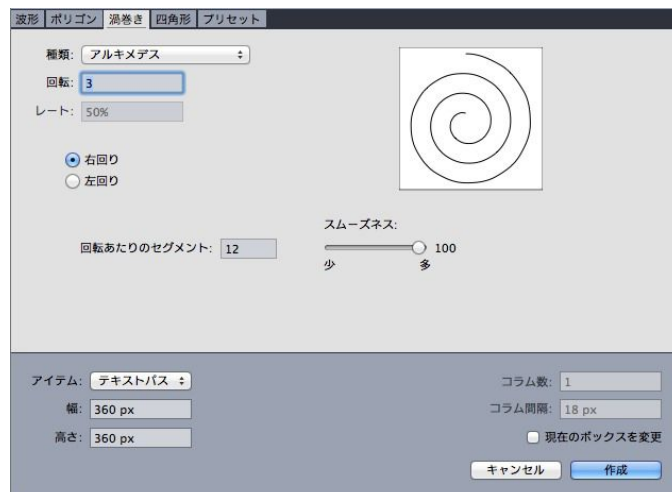 波形 ポリゴン 渦巻き 四角形 プリセット
種類: アルキメデス
回転: 3
レート: 50%
右回り
左回り
スムーズネス:
回転あたりのセグメント: 12
100
少 多
アイテム: テキストパス
コラム数: 1
幅: 360 px
コラム間隔: 18 px
高さ: 360 px
現在のボックスを変更
キャンセル 作成